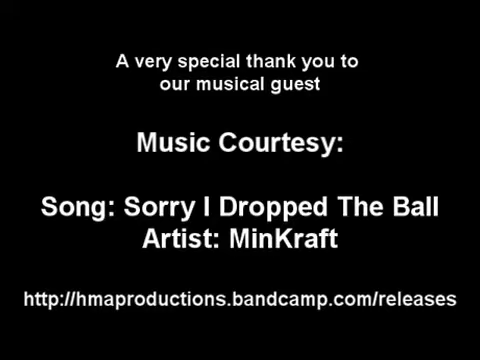 A very special thank you to
our musical guest
Music Courtesy:
Song: Sorry I Dropped The Ball
Artist: MinKraft
http://hmaproductions.bandcamp.com/releases